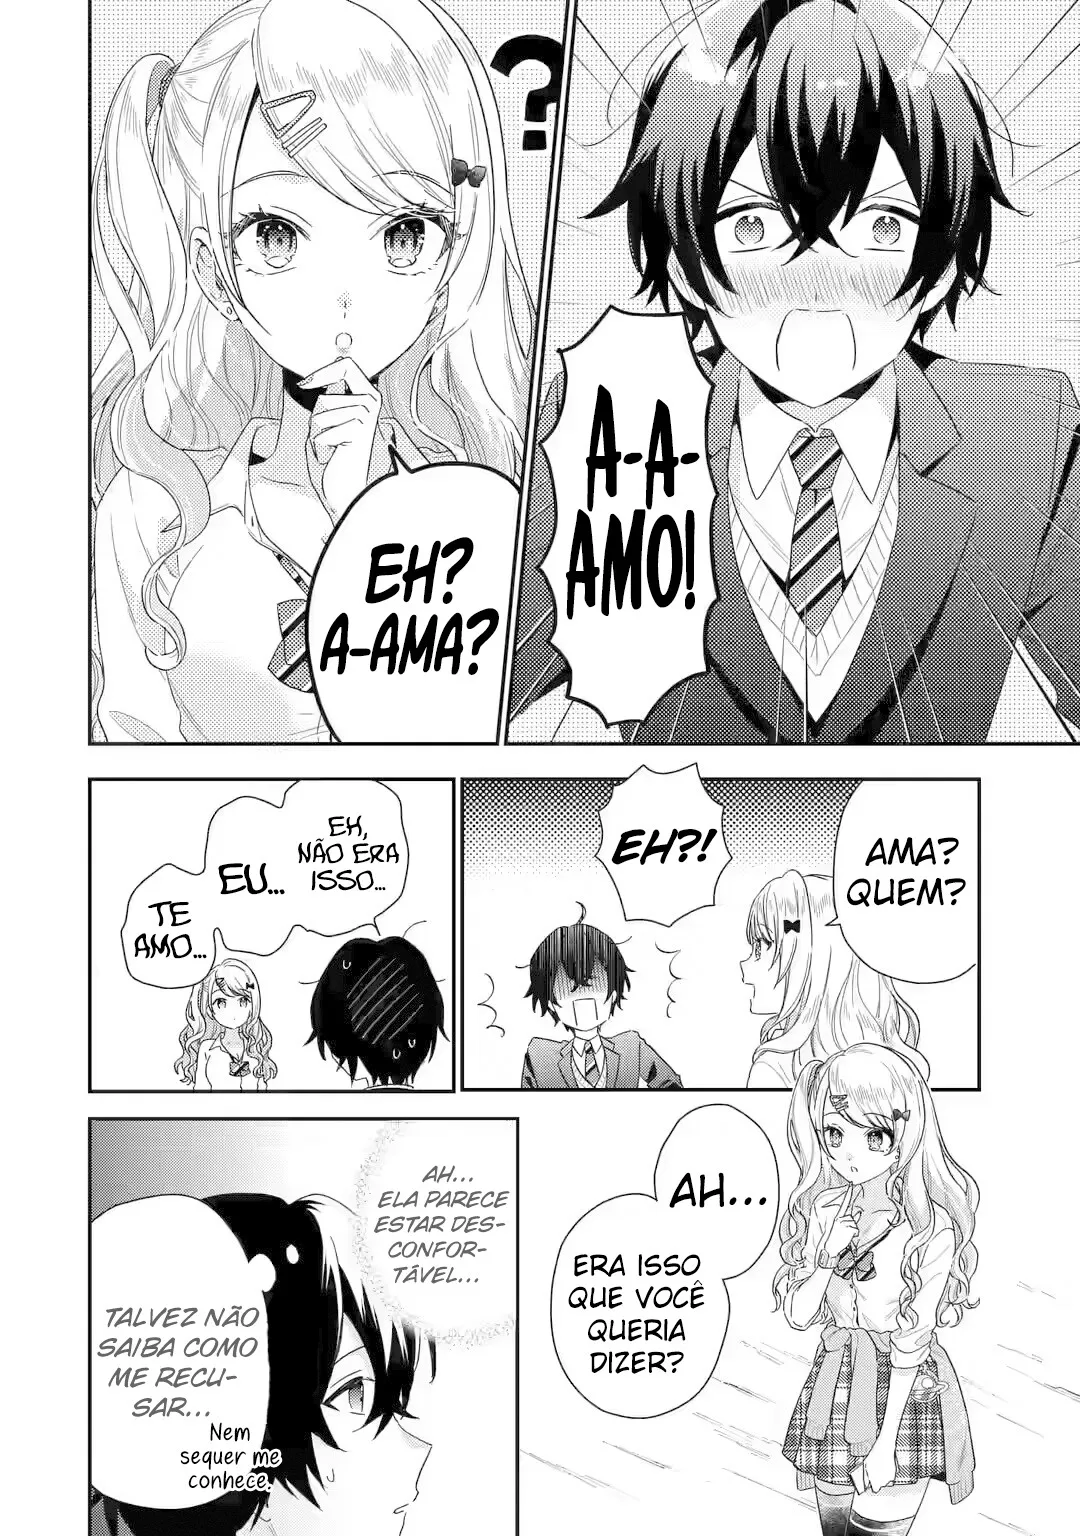 A-A-
AMO!
EH?
A-AMA?
?
AMA?
QUEM?
EH?!
EH,
NÃO ERA
ISSO...
EU...
TE
AMO...
AH...
ERA ISSO
QUE VOCÊ
QUERIA
DIZER?
AH...
ELA PARECE
ESTAR DES-
CONFOR-
TÁVEL...
TALVEZ NÃO
SAIBA COMO
ME RECU-
SAR...
Nem
sequer me
conhece.